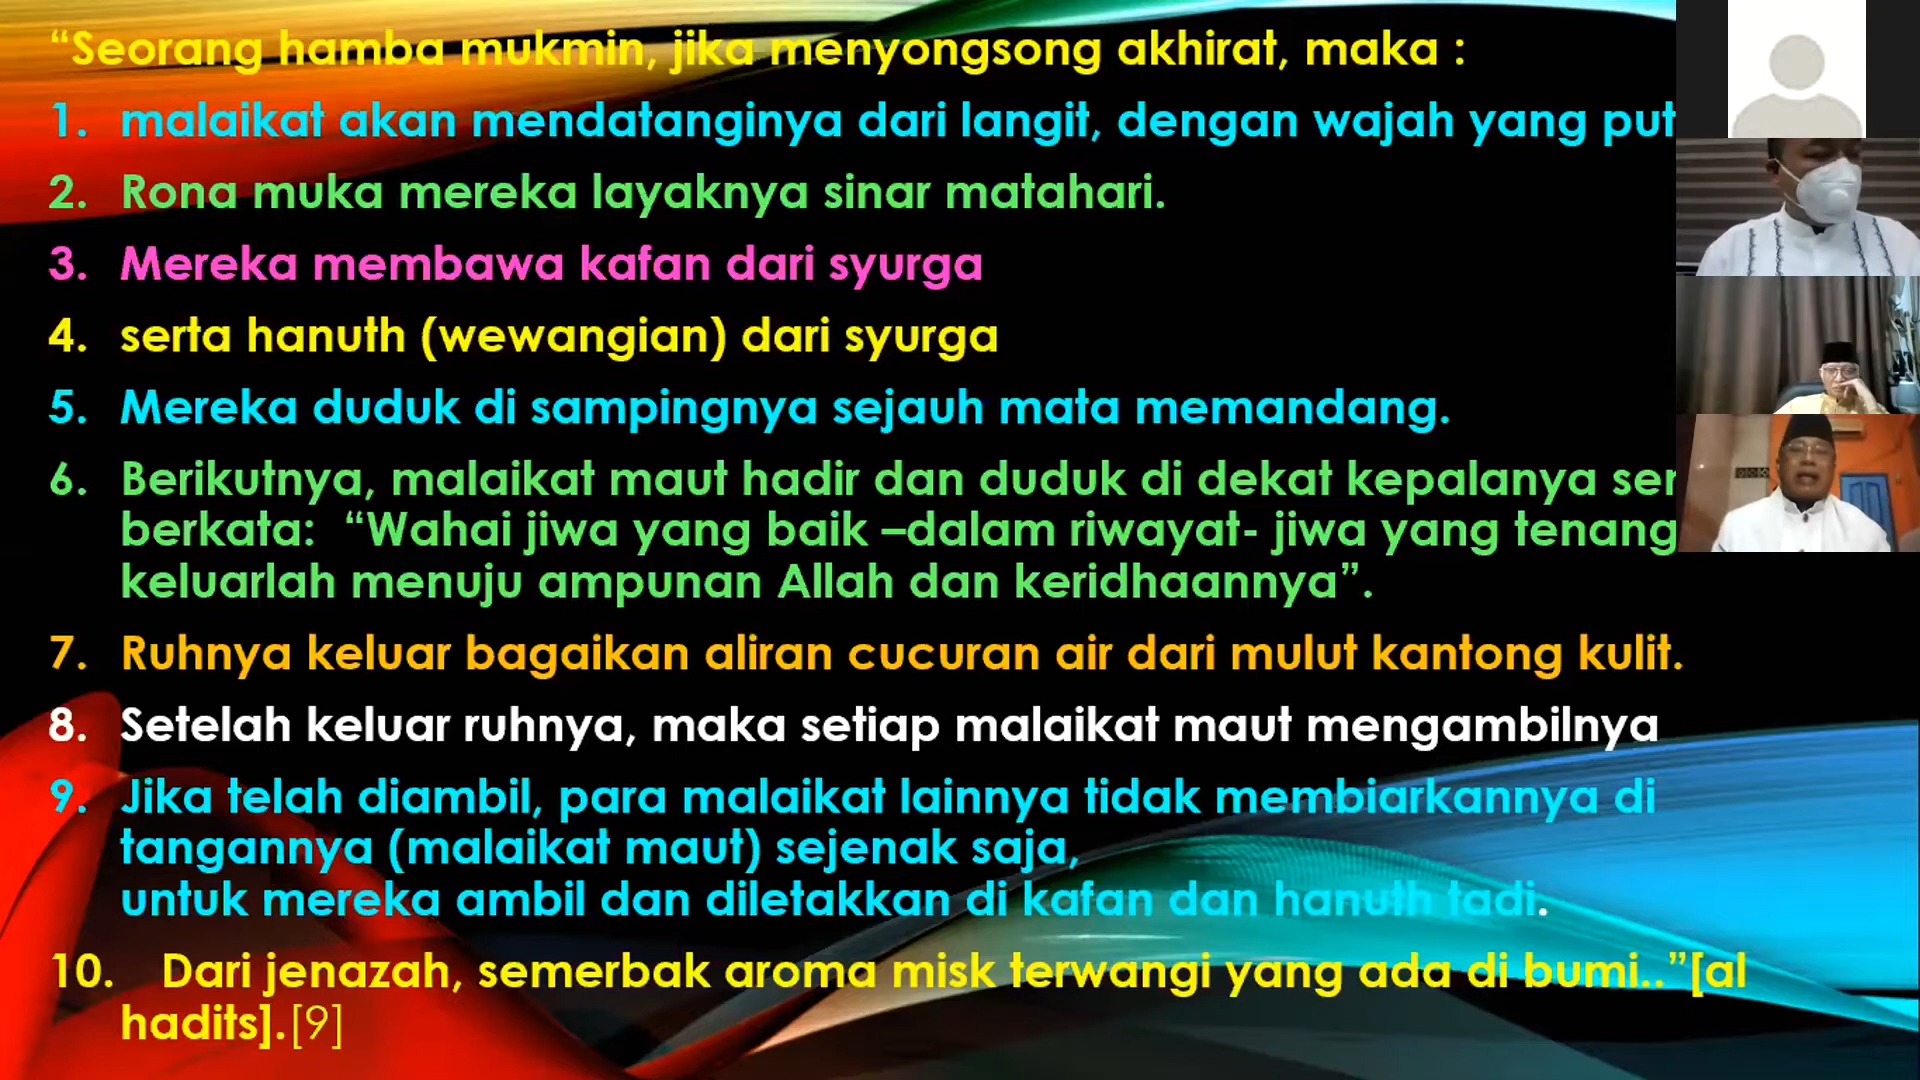 “Seorang hamba mukmin, jika menyongsong akhirat, maka :
1. malaikat akan mendatanginya dari langit, dengan wajah yang
2. Rona muka mereka layaknya sinar matahari.
3. Mereka membawa kafan dari syurga
4. serta hanuth (wewangian) dari syurga
5. Mereka duduk di sampingnya sejauh mata memandang.
6. Berikutnya, malaikat maut hadir dan duduk di dekat kepalanya
berkata: “Wahai jiwa yang baik –dalam riwayat- jiwa yang tenang
keluarlah menuju ampunan Allah dan keridhaannya”.
7. Ruhnya keluar bagaikan aliran cucuran air dari mulut kantong kulit.
8. Setelah keluar ruhnya, maka setiap malaikat maut mengambilnya
9. Jika telah diambil, para malaikat lainnya tidak membiarkannya di
tangannya (malaikat maut) sejenak saja,
untuk mereka ambil dan diletakkan di kafan dan hanuth tadi.
10. Dari jenazah, semerbak aroma misk terwangi yang ada di bumi..”[al
hadits].[9]